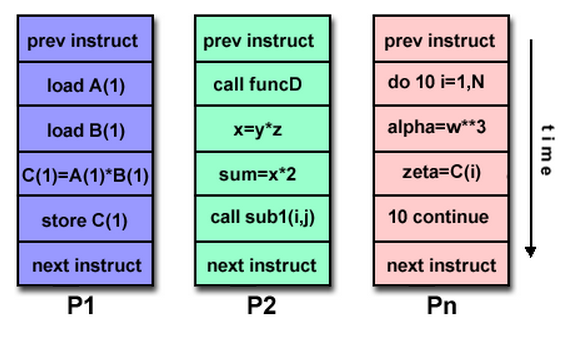 prev instruct
load A(1)
load B(1)
C(1)=A(1)*B(1)
store C(1)
next instruct
P1
prev instruct
call funcD
x=y*z
sum=x*2
call sub1(i,j)
next instruct
P2
prev instruct
do 10 i=1,N
alpha=w**3
zeta=C(i)
10 continue
next instruct
Pn
time